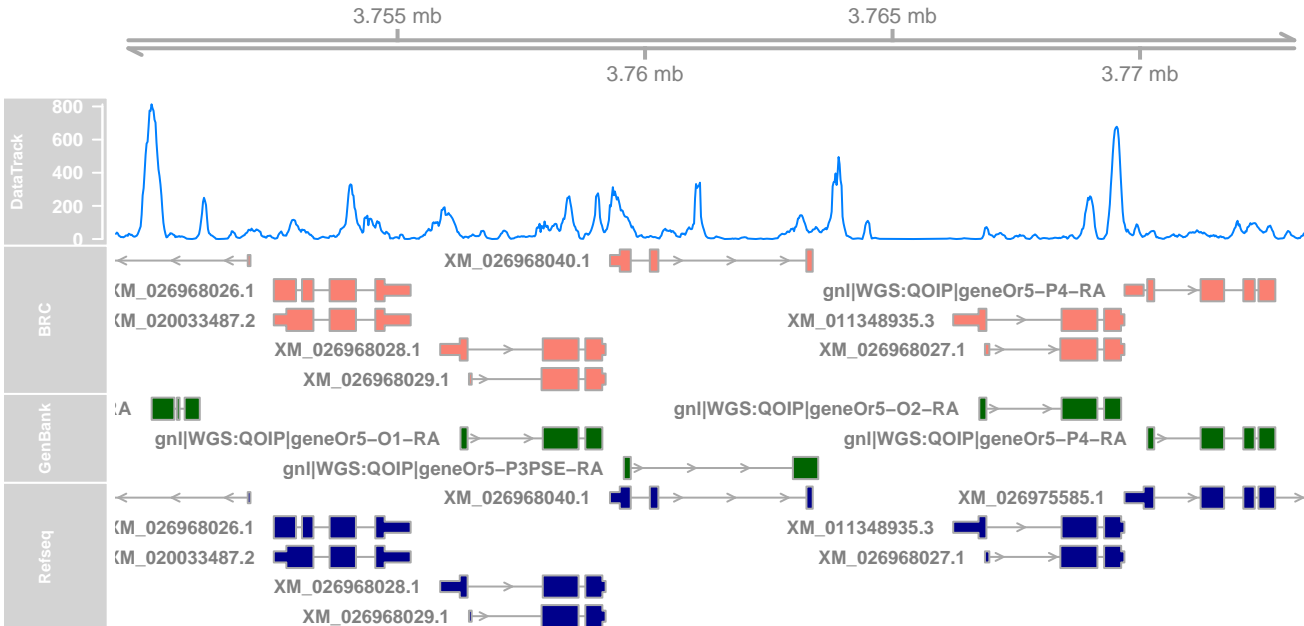 3.755 mb 3.765 mb
3.76 mb 3.77 mb
DataTrack
800
600
400
200
0
BRC
XM_026968040.1
XM_026968026.1 gnl|WGS:QOIP|geneOr5-P4-RA
XM_020033487.2 XM_011348935.3
XM_026968028.1 XM_026968027.1
XM_026968029.1
GenBank
RA gnl|WGS:QOIP|geneOr5-O2-RA
gnl|WGS:QOIP|geneOr5-O1-RA gnl|WGS:QOIP|geneOr5-P4-RA
gnl|WGS:QOIP|geneOr5-P3PSE-RA
Refseq
XM_026968040.1 XM_026975585.1
XM_026968026.1 XM_011348935.3
XM_020033487.2 XM_026968027.1
XM_026968028.1
XM_026968029.1